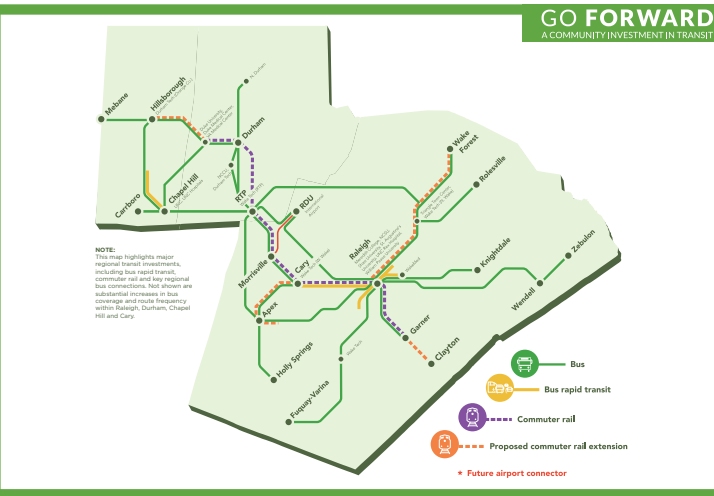 GO FORWARD
A COMMUNITY INVESTMENT IN TRANSIT
Mebane
Hillsborough
Durham
Wake
Forest
Rolesville
Carrboro
Chapel Hill
RTP
RDU
International
Airport
Raleigh
Knightdale
Zebulon
Morrisville
Cary
Wendell
Apex
Garner
Clayton
Holly Springs
Wake Tech
Fuquay-Varina
NOTE:
This map highlights major
regional transit investments,
including bus rapid transit,
commuter rail and key regional
bus connections. Not shown are
substantial increases in bus
coverage and route frequency
within Raleigh, Durham, Chapel
Hill and Cary.
Bus
Bus rapid transit
Commuter rail
Proposed commuter rail extension
* Future airport connector